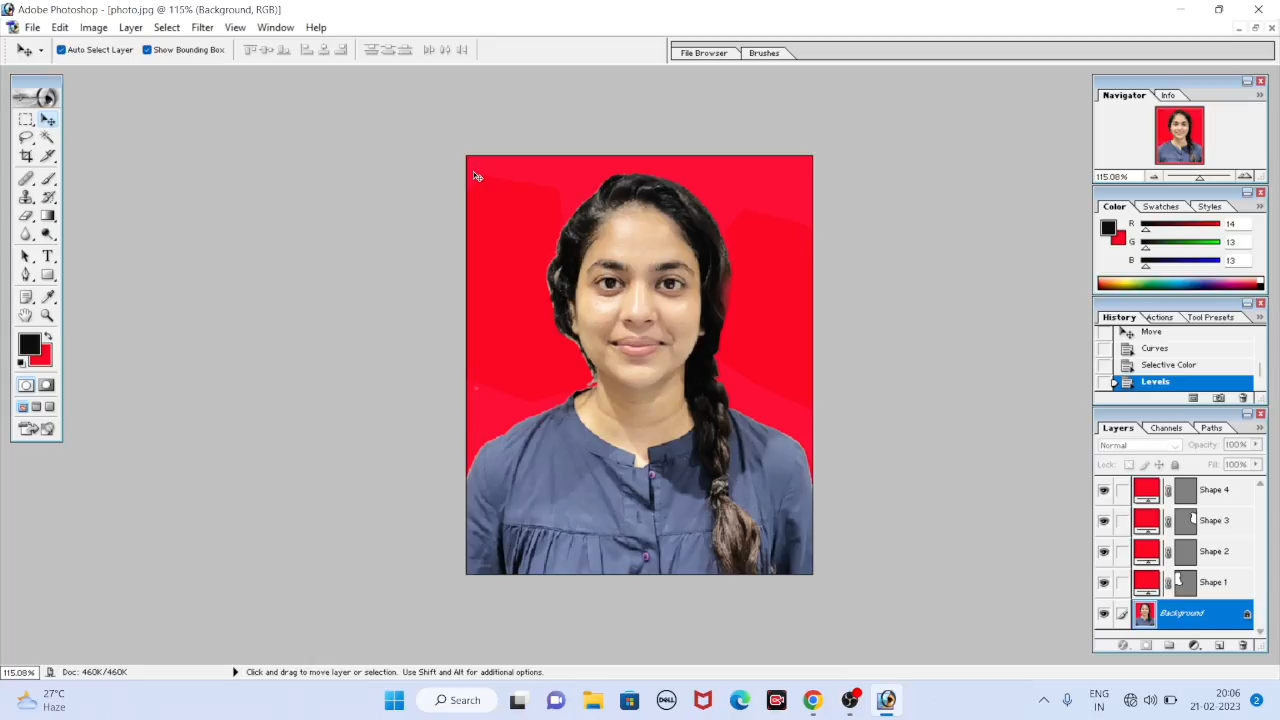 Adobe Photoshop - [photo.jpg @ 115% (Background, RGB)]
File Edit Image Layer Select Filter View Window Help
Auto Select Layer Show Bounding Box File Browser Brushes
Navigator Info
115.08%
Color Swatches Styles
R 14
G 13
B 13
History Actions Tool Presets
Move
Curves
Selective Color
Levels
Layers Channels Paths
Normal Opacity: 100%
Lock: Fill: 100%
Shape 4
Shape 3
Shape 2
Shape 1
Background
115.08% Doc: 460K/460K Click and drag to move layer or selection. Use Shift and Alt for additional options.
27°C
Haze
Search
DELL
ENG
IN
20:06
21-02-2023
2